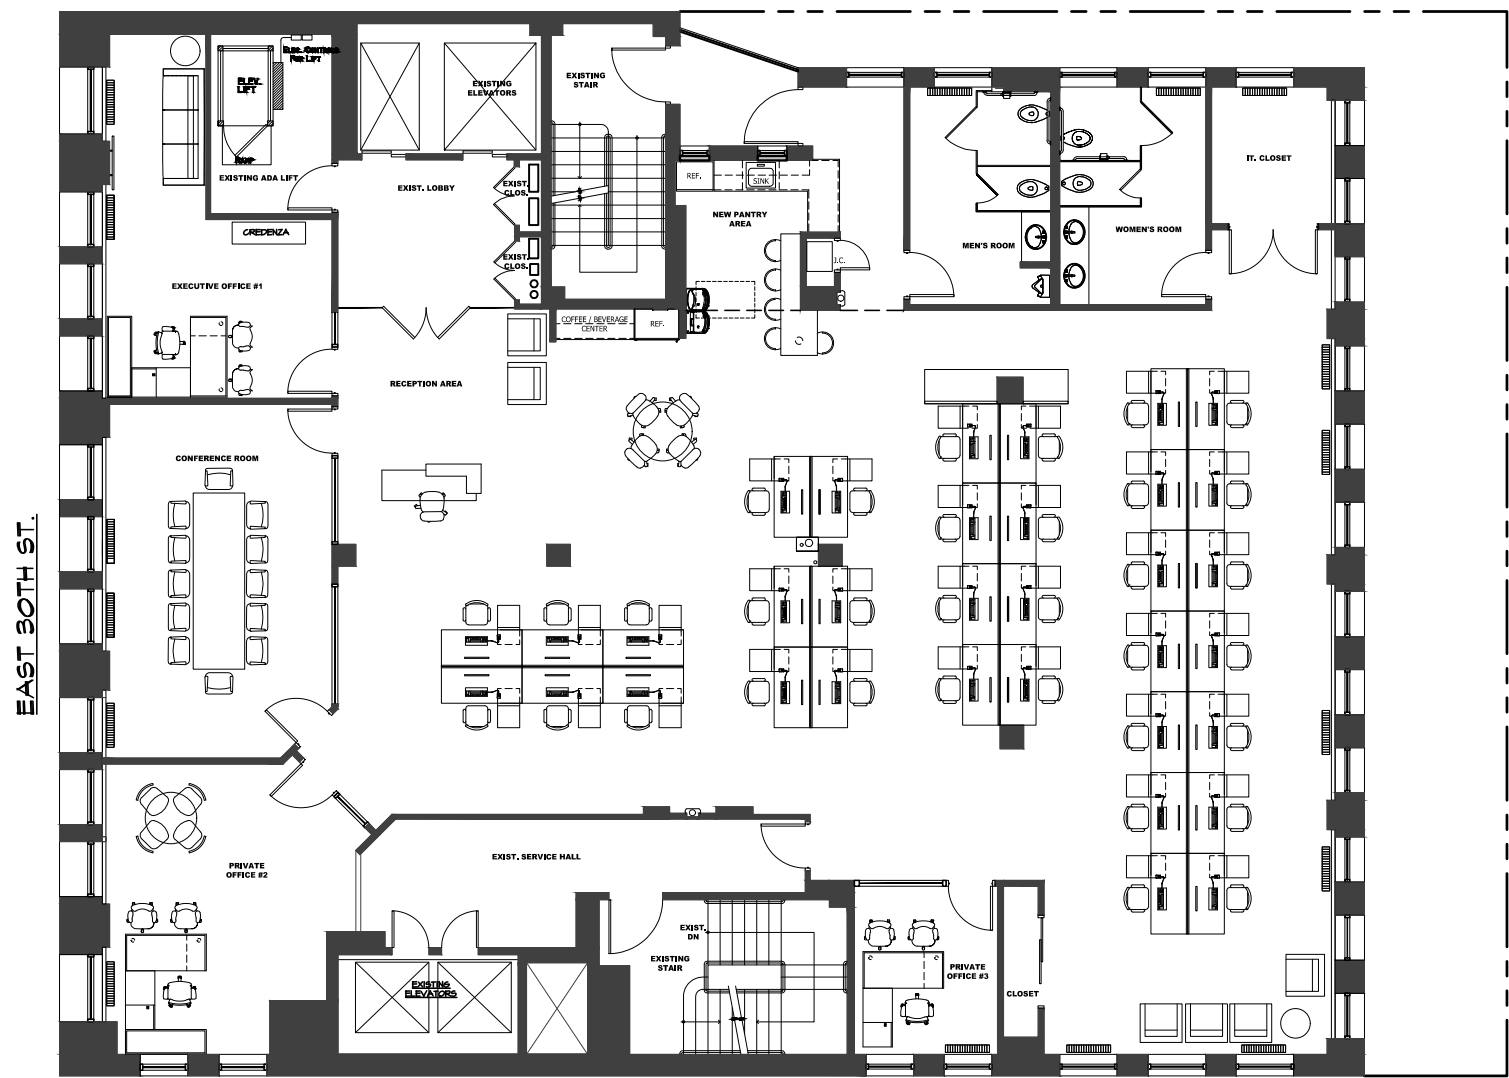 ELEC. CONTROLS
FOR LIFT
ELEV.
LIFT
RAMP
EXISTING ADA LIFT
EXISTING
ELEVATORS
EXISTING
STAIR
EXIST. LOBBY
EXIST.
CLOS.
EXIST.
CLOS.
REF.
SINK
NEW PANTRY
AREA
J.C.
MEN'S ROOM
WOMEN'S ROOM
IT. CLOSET
CREDENZA
EXECUTIVE OFFICE #1
COFFEE / BEVERAGE
CENTER
REF.
RECEPTION AREA
CONFERENCE ROOM
EAST 30TH ST.
PRIVATE
OFFICE #2
EXIST. SERVICE HALL
EXIST.
DN
EXISTING
STAIR
EXISTING
ELEVATORS
PRIVATE
OFFICE #3
CLOSET